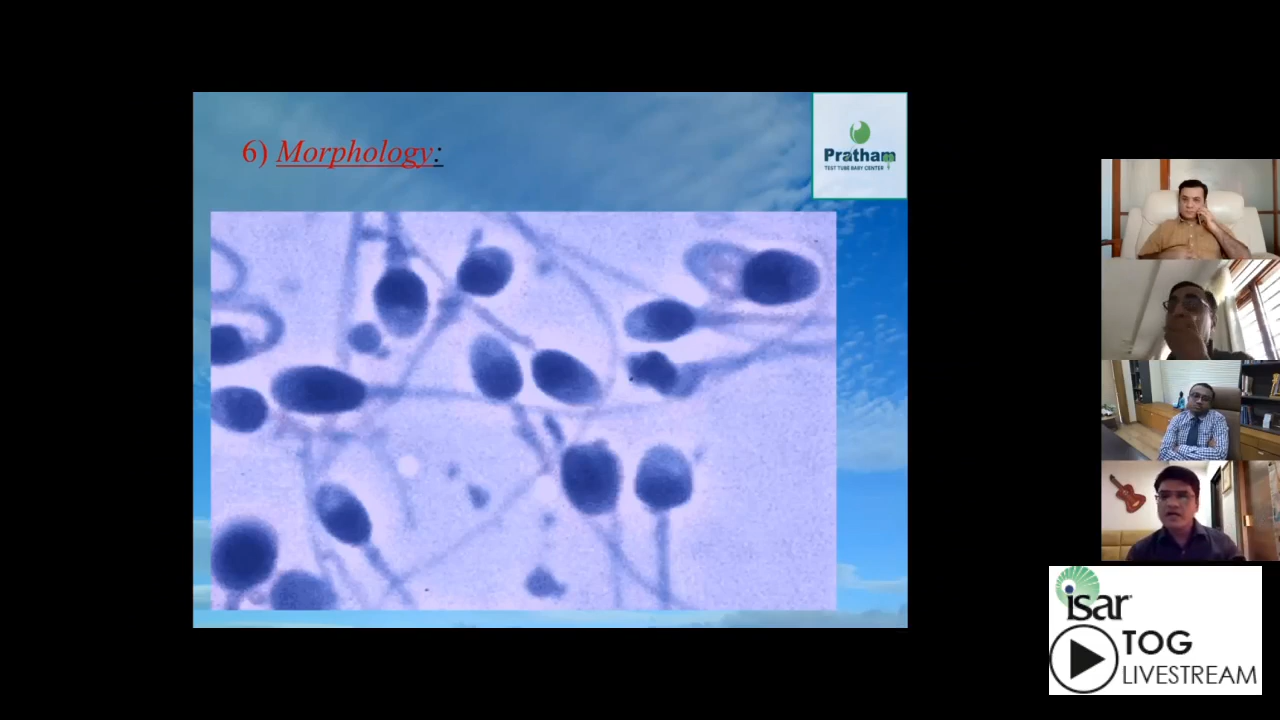 6) Morphology:
Pratham
TEST TUBE BABY CENTER
isar
TOG
LIVESTREAM